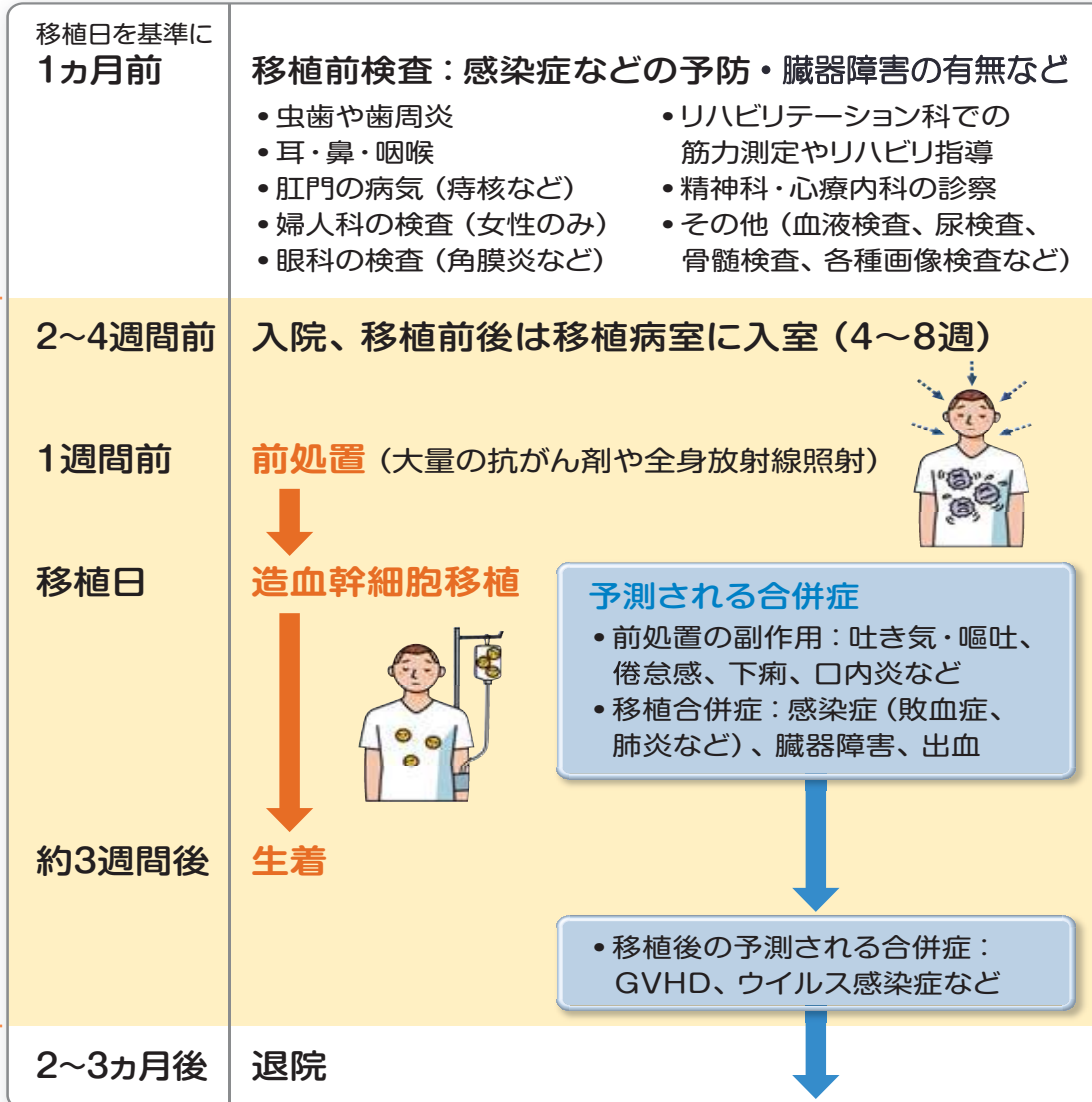 移植日を基準に
1ヵ月前
移植前検査：感染症などの予防・臓器障害の有無など
•虫歯や歯周炎
•耳・鼻・咽喉
•肛門の病気（痔核など）
•婦人科の検査（女性のみ）
•眼科の検査（角膜炎など）
•リハビリテーション科での
筋力測定やリハビリ指導
•精神科・心療内科の診察
•その他（血液検査、尿検査、
骨髄検査、各種画像検査など）
2～4週間前
入院、移植前後は移植病室に入室（4～8週）
1週間前
前処置（大量の抗がん剤や全身放射線照射）
移植日
造血幹細胞移植
予測される合併症
•前処置の副作用：吐き気・嘔吐、
倦怠感、下痢、口内炎など
•移植合併症：感染症（敗血症、
肺炎など）、臓器障害、出血
約3週間後
生着
•移植後の予測される合併症：
GVHD、ウイルス感染症など
2～3ヵ月後
退院